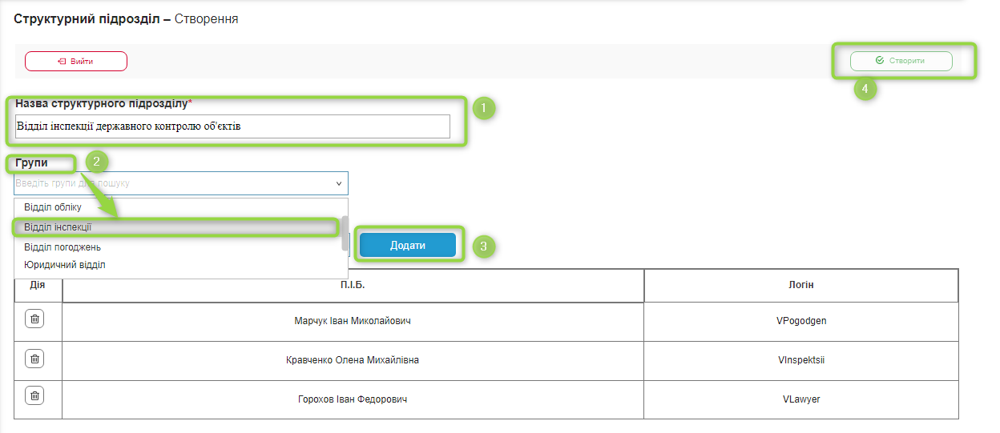 Структурний підрозділ – Створення
Вийти
Створити
4
Назва структурного підрозділу*
1
Відділ інспекції державного контролю об'єктів
Групи
2
Введіть групи для пошуку
Відділ обліку
Відділ інспекції
Відділ погоджень
Юридичний відділ
Додати
3
Дія П.І.Б. Логін
Марчук Іван Миколайович VPogodgen
Кравченко Олена Михайлівна VInspektsii
Горохов Іван Федорович VLawyer